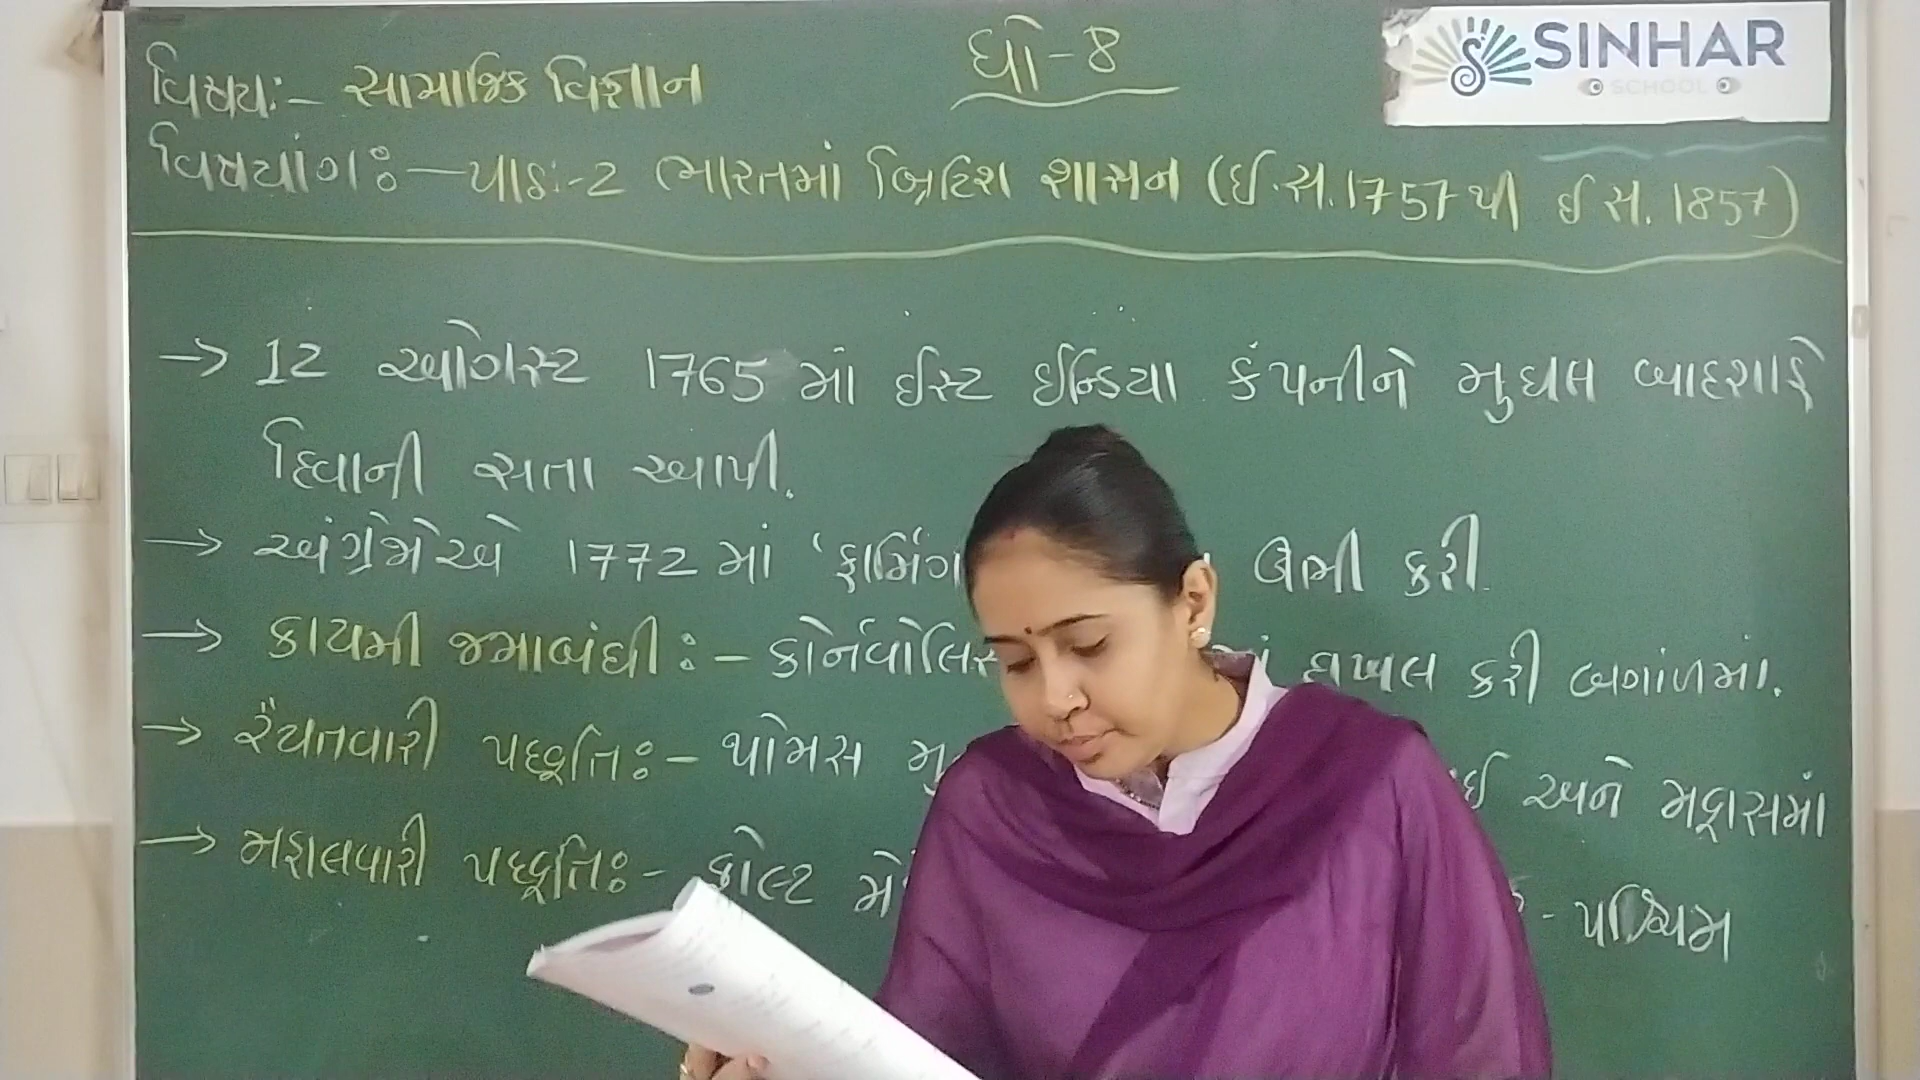 ધો-8
SINHAR
SCHOOL
વિષય:- સામાજિક વિજ્ઞાન
વિષયાંગ:- પાઠ:-2 ભારતમાં બ્રિટિશ શાસન (ઈ.સ.1757થી ઈ સ. 1857)
→ 12 ઓગસ્ટ 1765 માં ઈસ્ટ ઈન્ડિયા કંપનીને મુઘલ બાદશાહે
દિવાની સતા આપી.
→ અંગ્રેજોએ 1772 માં 'ફાર્મિંગ ઊભી કરી.
→ કાયમી જમાબંધી:- કોર્નવોલિસ દાખલ કરી બગાંળમાં.
→ રૈયતવારી પદ્ધતિ:- થોમસ અને મદ્રાસમાં
→ મહાલવારી પદ્ધતિ:- હોલ્ટ - પશ્ચિમ